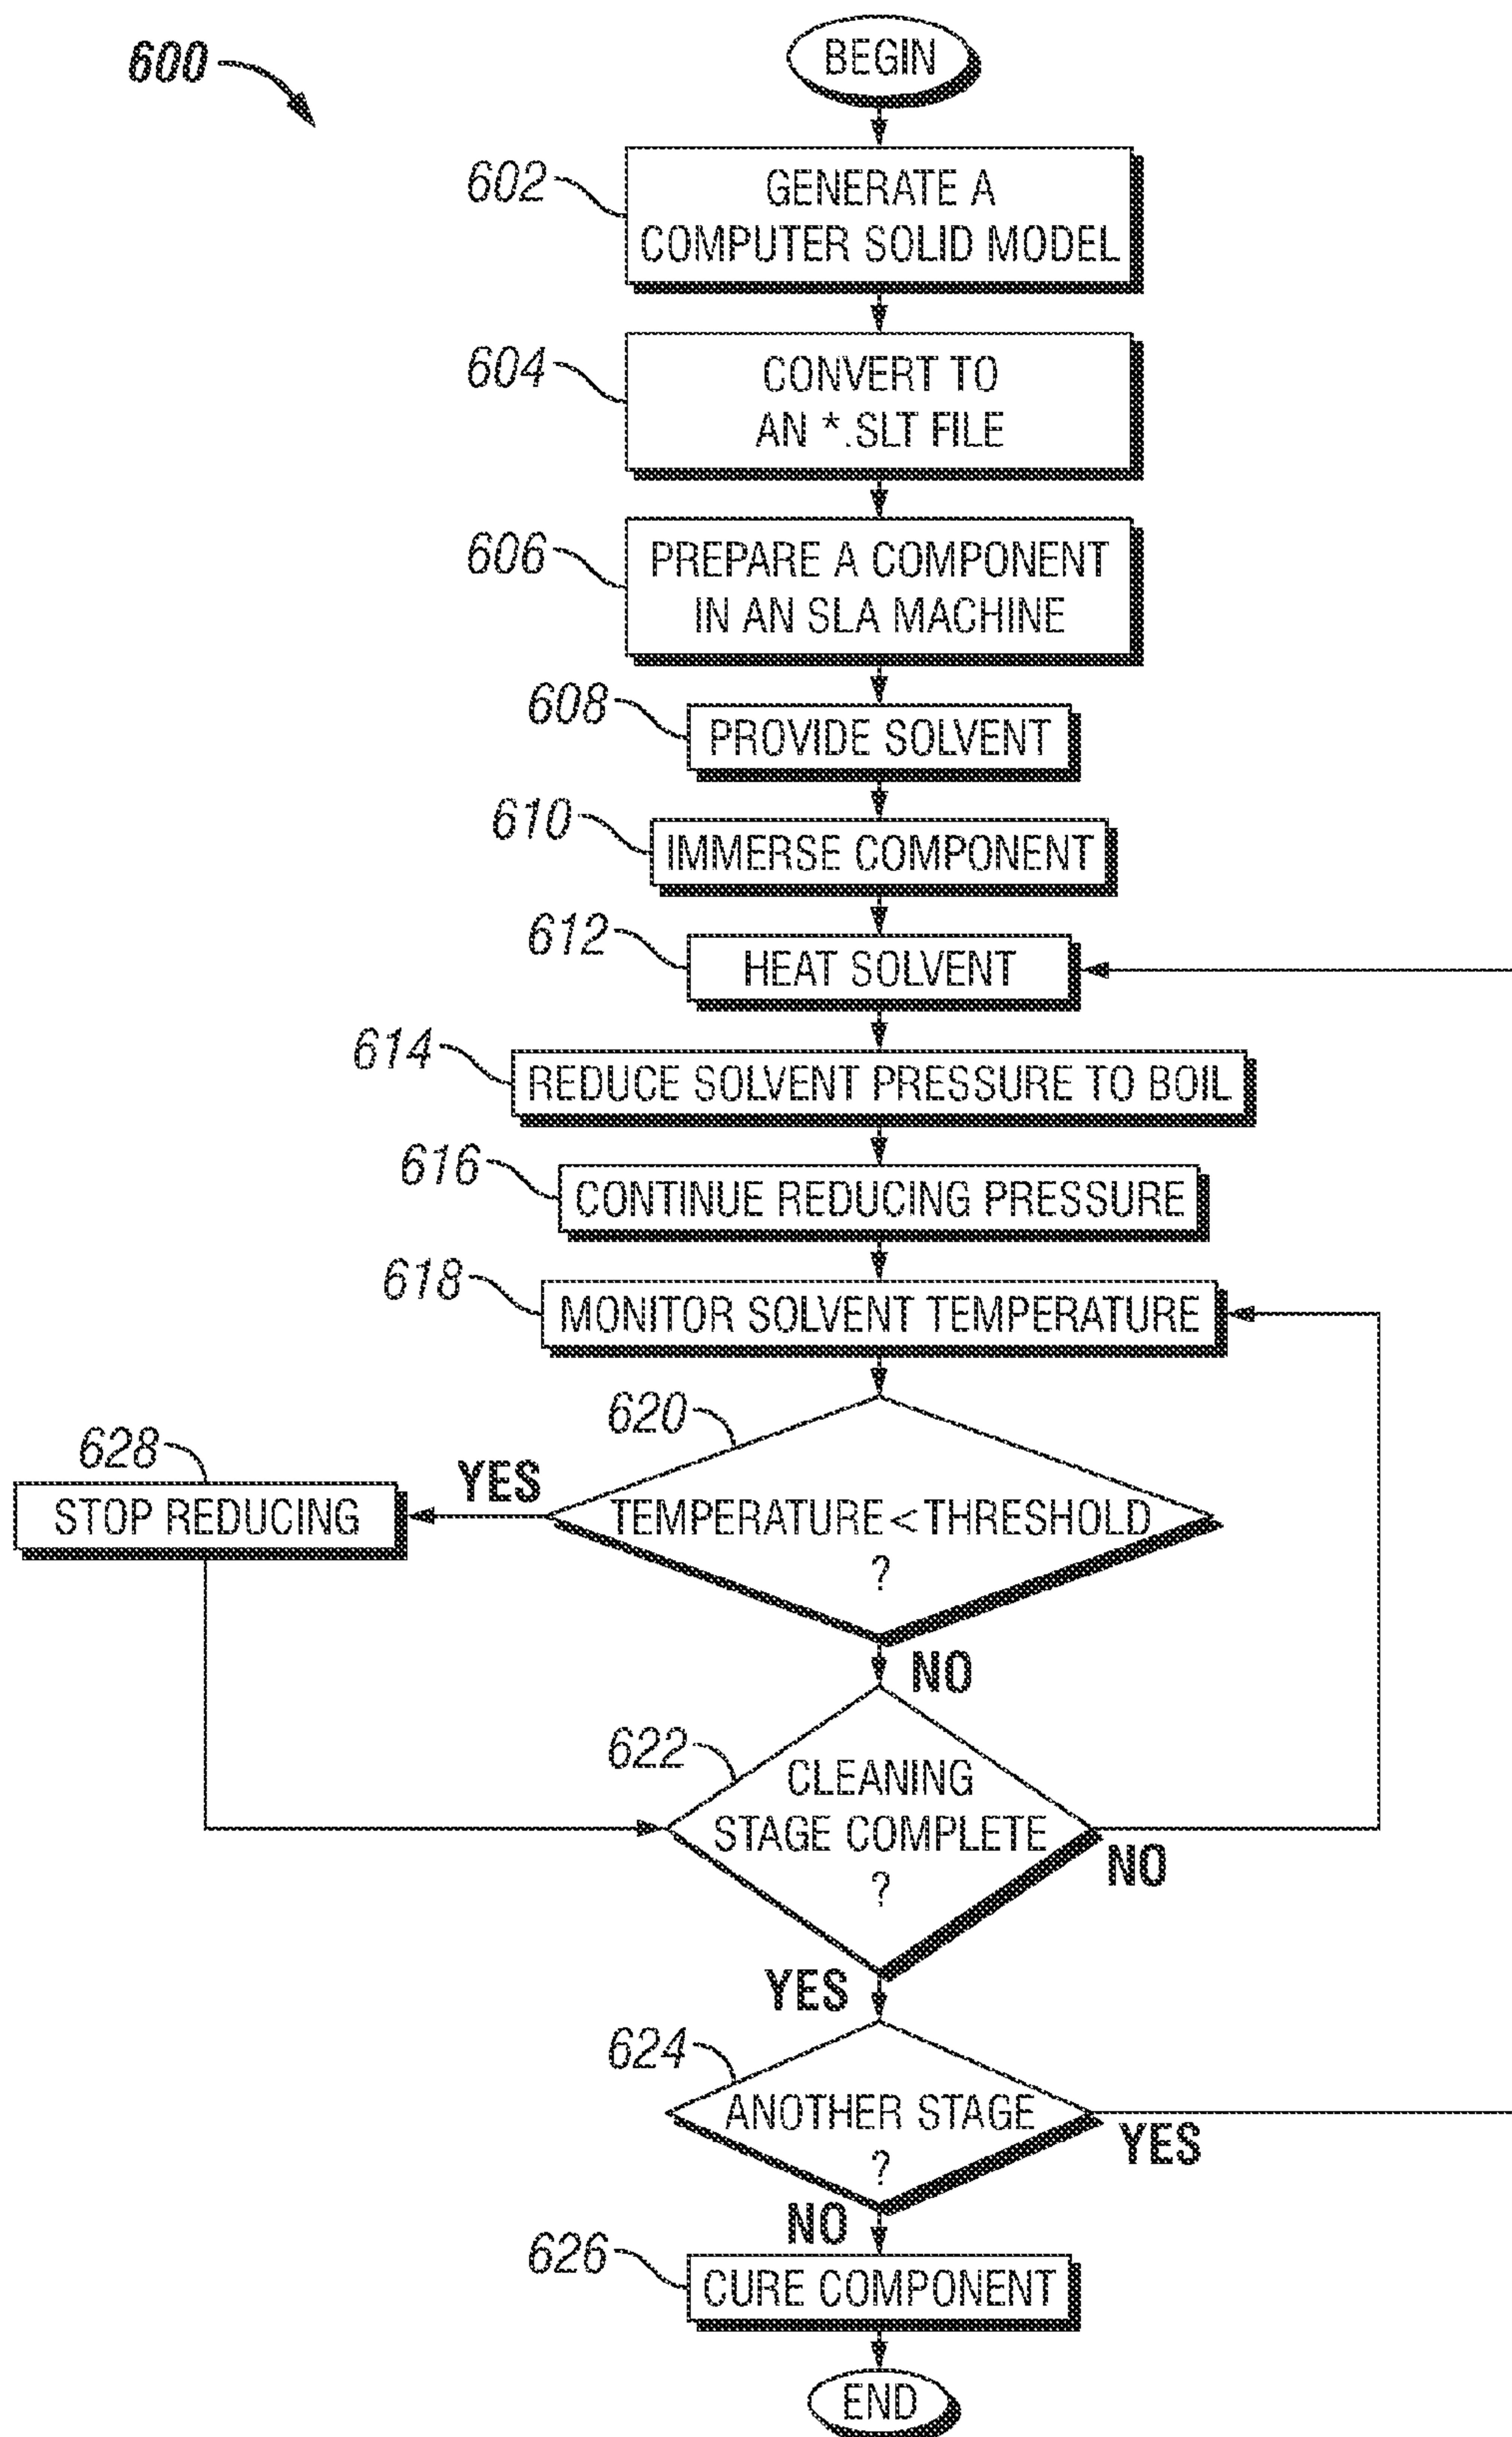 600
BEGIN
602
GENERATE A
COMPUTER SOLID MODEL
604
CONVERT TO
AN *.SLT FILE
606
PREPARE A COMPONENT
IN AN SLA MACHINE
608
PROVIDE SOLVENT
610
IMMERSE COMPONENT
612
HEAT SOLVENT
614
REDUCE SOLVENT PRESSURE TO BOIL
616
CONTINUE REDUCING PRESSURE
618
MONITOR SOLVENT TEMPERATURE
620
TEMPERATURE<THRESHOLD
?
YES
628
STOP REDUCING
NO
622
CLEANING
STAGE COMPLETE
?
NO
YES
624
ANOTHER STAGE
?
YES
NO
626
CURE COMPONENT
END